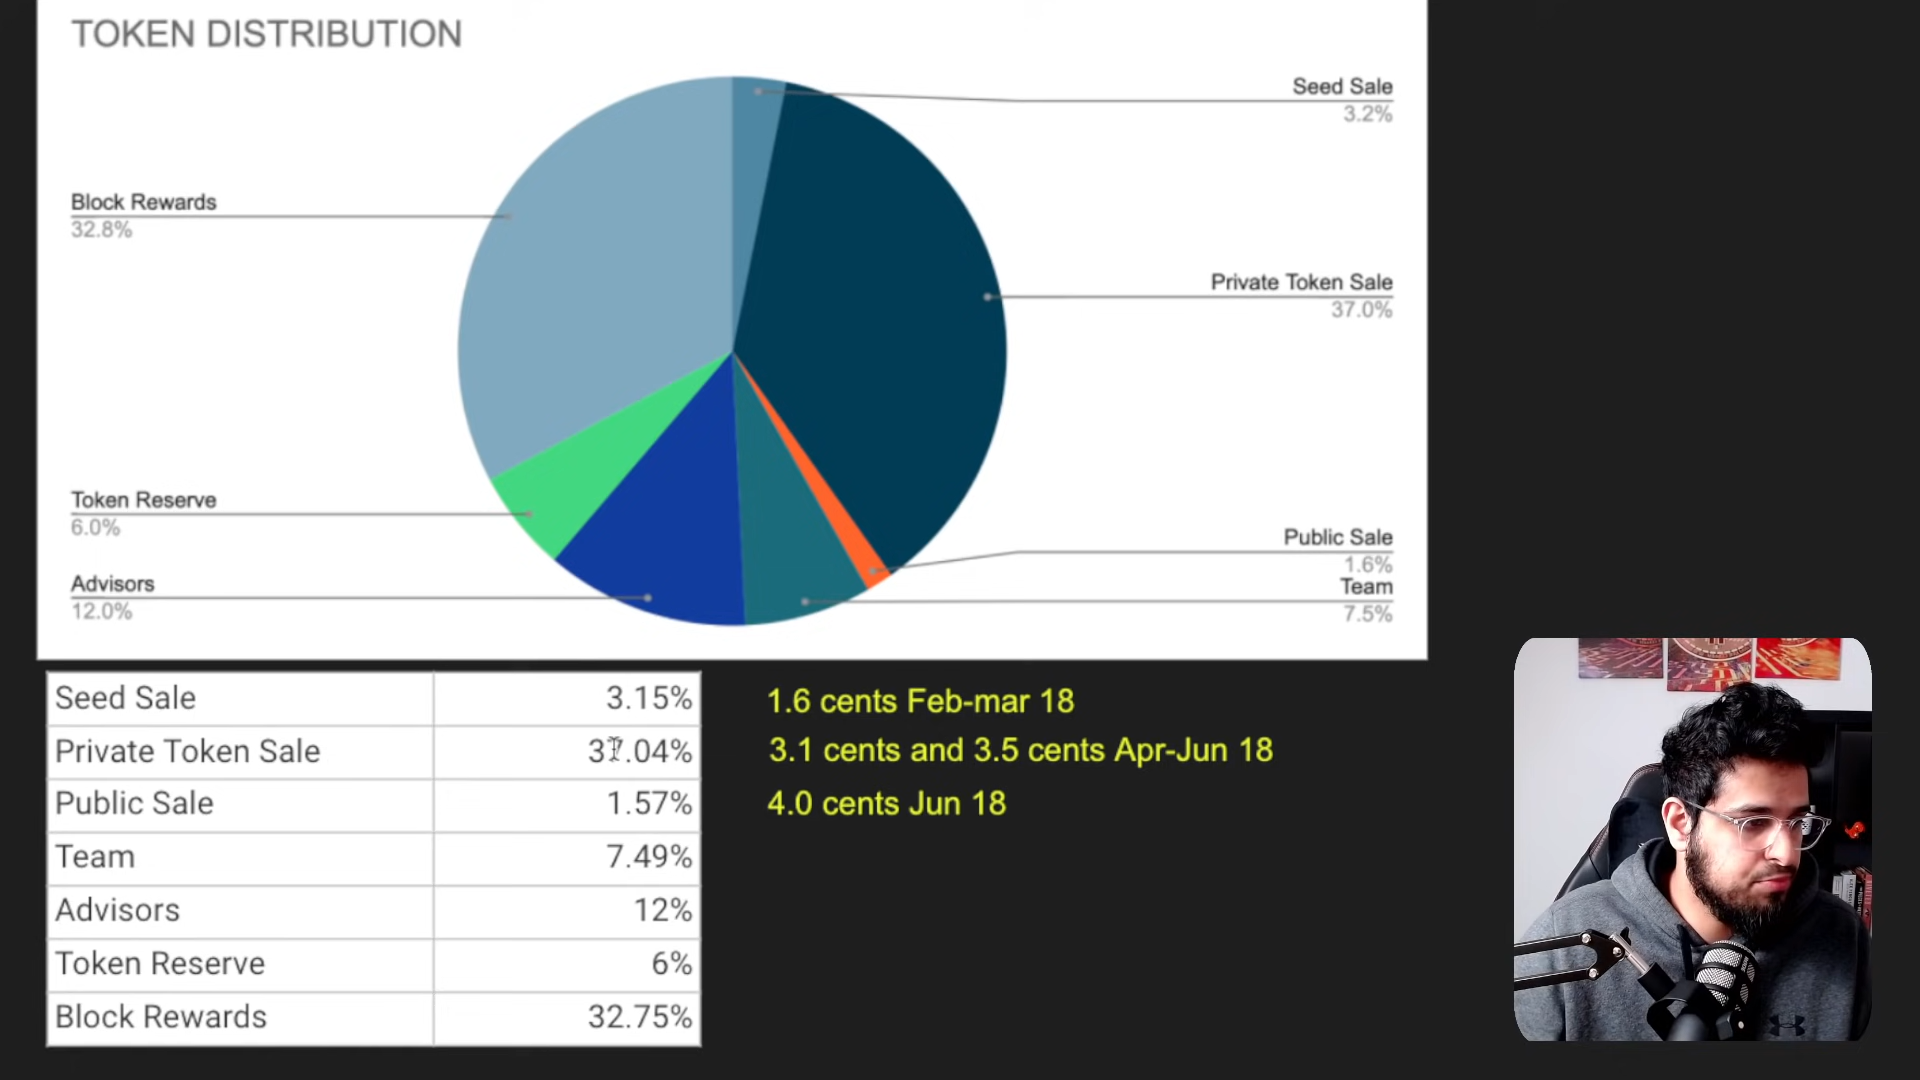 TOKEN DISTRIBUTION
Seed Sale
3.2%
Block Rewards
32.8%
Private Token Sale
37.0%
Token Reserve
6.0%
Public Sale
1.6%
Advisors
12.0%
Team
7.5%
Seed Sale 3.15% 1.6 cents Feb-mar 18
Private Token Sale 37.04% 3.1 cents and 3.5 cents Apr-Jun 18
Public Sale 1.57% 4.0 cents Jun 18
Team 7.49%
Advisors 12%
Token Reserve 6%
Block Rewards 32.75%